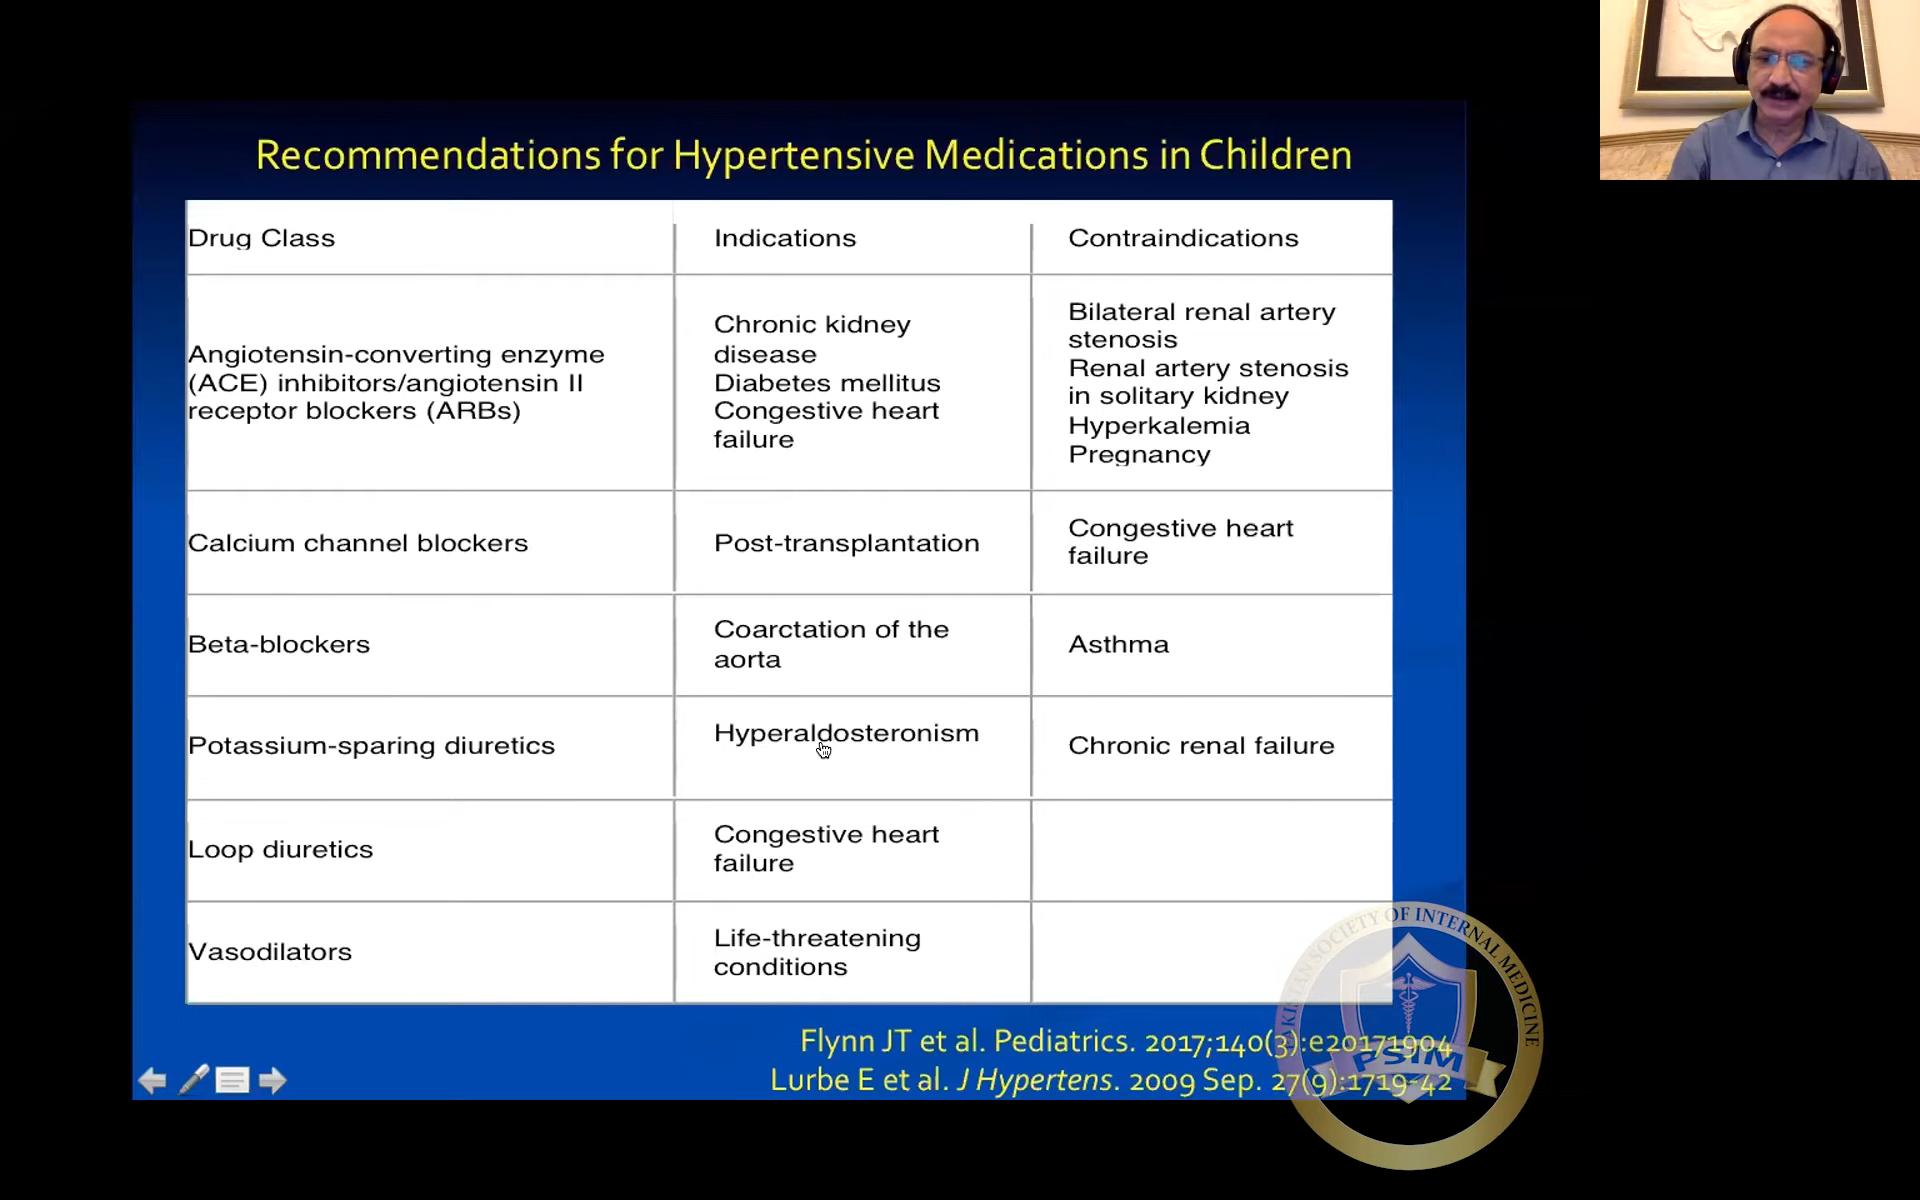 Recommendations for Hypertensive Medications in Children
Drug Class
Indications
Contraindications
Angiotensin-converting enzyme
(ACE) inhibitors/angiotensin II
receptor blockers (ARBs)
Chronic kidney
disease
Diabetes mellitus
Congestive heart
failure
Bilateral renal artery
stenosis
Renal artery stenosis
in solitary kidney
Hyperkalemia
Pregnancy
Calcium channel blockers
Post-transplantation
Congestive heart
failure
Beta-blockers
Coarctation of the
aorta
Asthma
Potassium-sparing diuretics
Hyperaldosteronism
Chronic renal failure
Loop diuretics
Congestive heart
failure
Vasodilators
Life-threatening
conditions
Flynn JT et al. Pediatrics. 2017;140(3):e20171904
Lurbe E et al. J Hypertens. 2009 Sep. 27(9):1719-42
PAKISTAN SOCIETY OF INTERNAL MEDICINE
PSIM